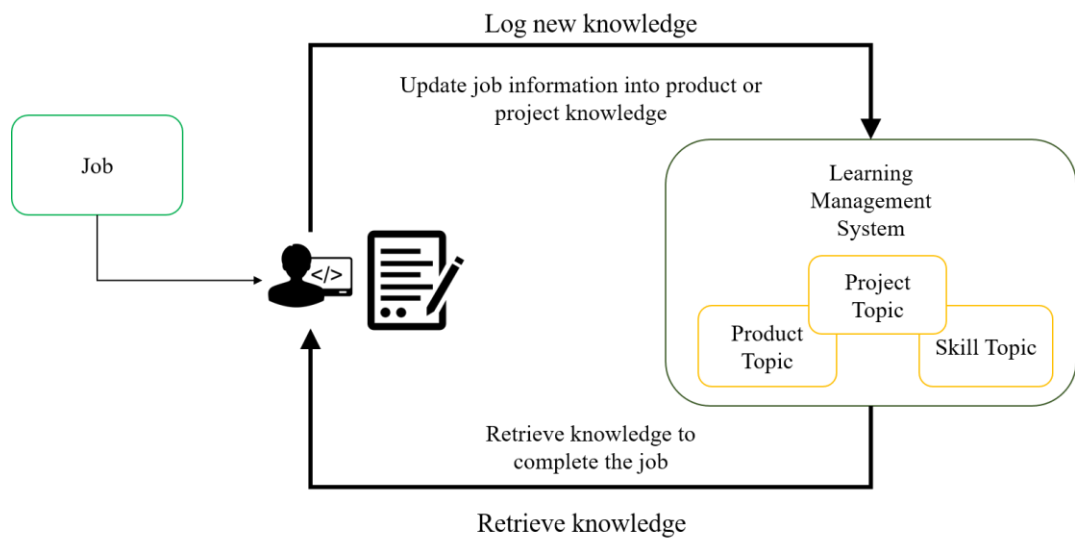 Log new knowledge
Update job information into product or
project knowledge
Job
Learning
Management
System
</>
Project
Topic
Product
Topic
Skill Topic
Retrieve knowledge to
complete the job
Retrieve knowledge